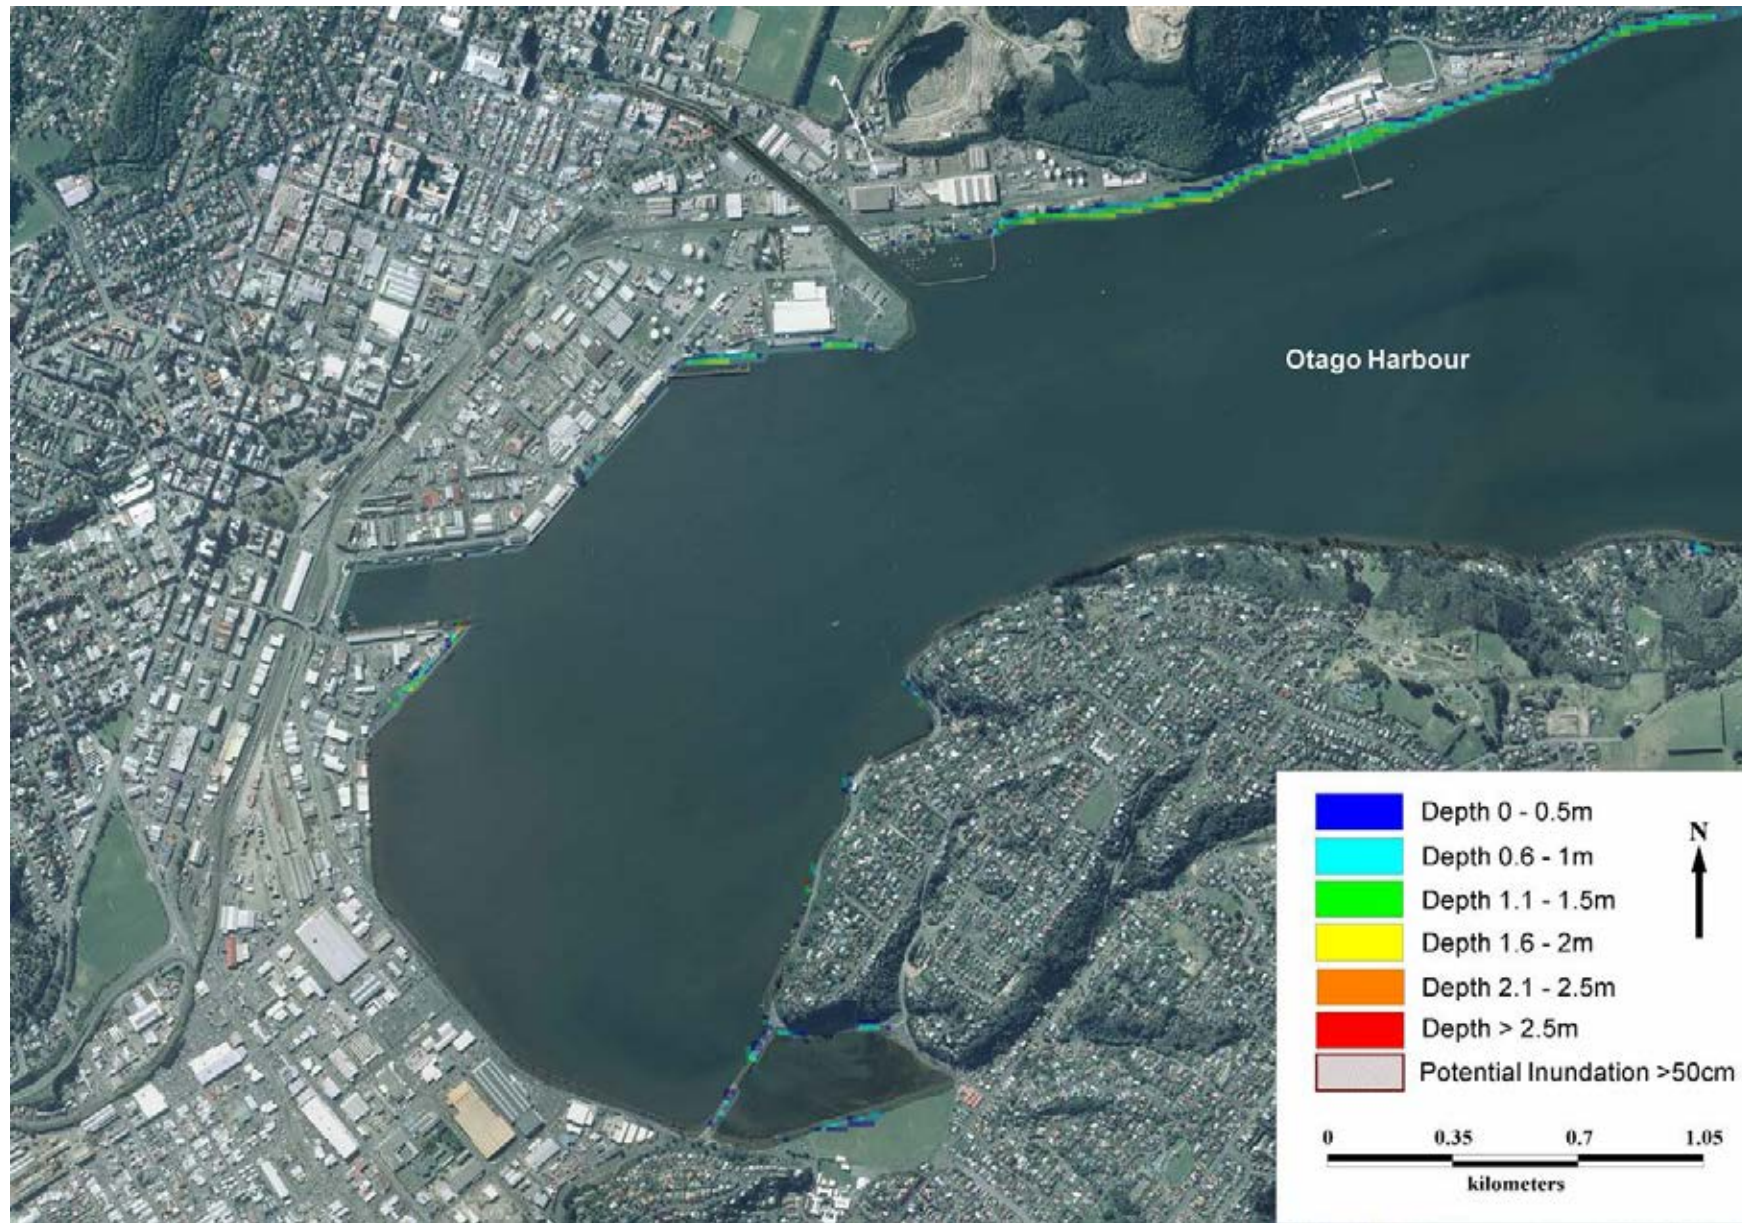 Otago Harbour
Depth 0 - 0.5m
Depth 0.6 - 1m
Depth 1.1 - 1.5m
Depth 1.6 - 2m
Depth 2.1 - 2.5m
Depth > 2.5m
Potential Inundation >50cm
N
0 0.35 0.7 1.05
kilometers